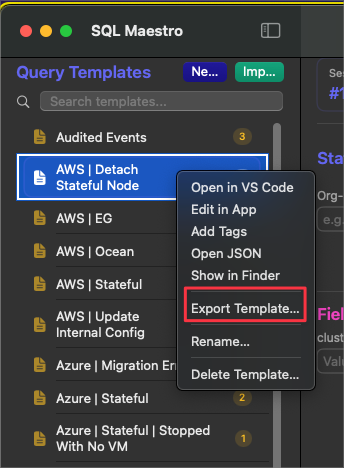 SQL Maestro
Query Templates
Ne...
Imp...
Search templates...
Audited Events
3
AWS | Detach
Stateful Node
AWS | EG
AWS | Ocean
AWS | Stateful
AWS | Update
Internal Config
Azure | Migration Err
Azure | Stateful
2
Azure | Stateful | Stopped
With No VM
1
Open in VS Code
Edit in App
Add Tags
Open JSON
Show in Finder
Export Template...
Rename...
Delete Template...
Ses
#1
Sta
Org-
e.g.
Fiel
clust
Valu